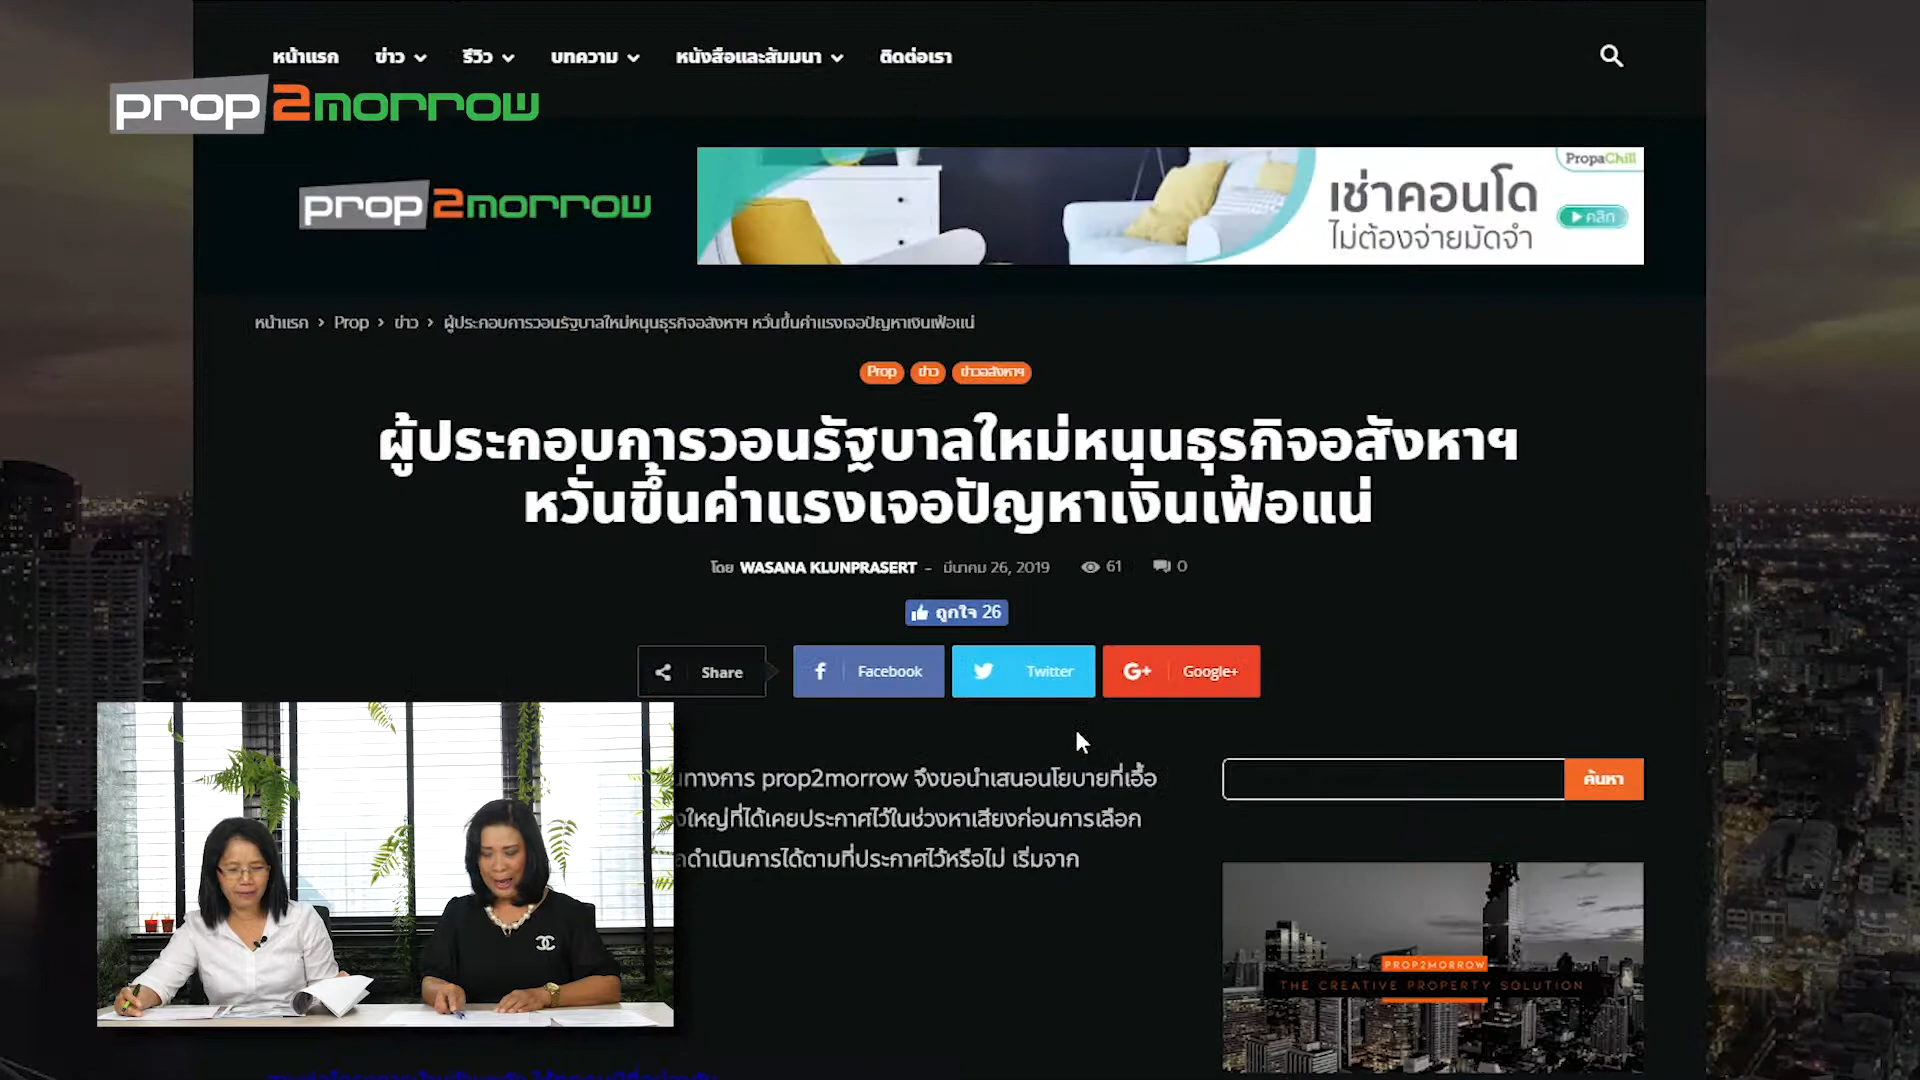 หน้าแรก ข่าว รีวิว บทความ หนังสือและสัมมนา ติดต่อเรา
prop2morrow
prop2morrow
PropaChill
เช่าคอนโด
ไม่ต้องจ่ายมัดจำ
คลิก
หน้าแรก › Prop › ข่าว › ผู้ประกอบการวอนรัฐบาลใหม่หนุนธุรกิจอสังหาฯ หวั่นขึ้นค่าแรงเจอปัญหาเงินเฟ้อแน่
Prop ข่าว ข่าวอสังหาฯ
ผู้ประกอบการวอนรัฐบาลใหม่หนุนธุรกิจอสังหาฯ
หวั่นขึ้นค่าแรงเจอปัญหาเงินเฟ้อแน่
โดย WASANA KLUNPRASERT - มีนาคม 26, 2019 61 0
ถูกใจ 26
Share Facebook Twitter Google+
ทางการ prop2morrow จึงขอนำเสนอนโยบายที่เอื้อ
ใหญ่ที่ได้เคยประกาศไว้ในช่วงหาเสียงก่อนการเลือก
ดำเนินการได้ตามที่ประกาศไว้หรือไม่ เริ่มจาก
ค้นหา
PROP2MORROW
THE CREATIVE PROPERTY SOLUTION